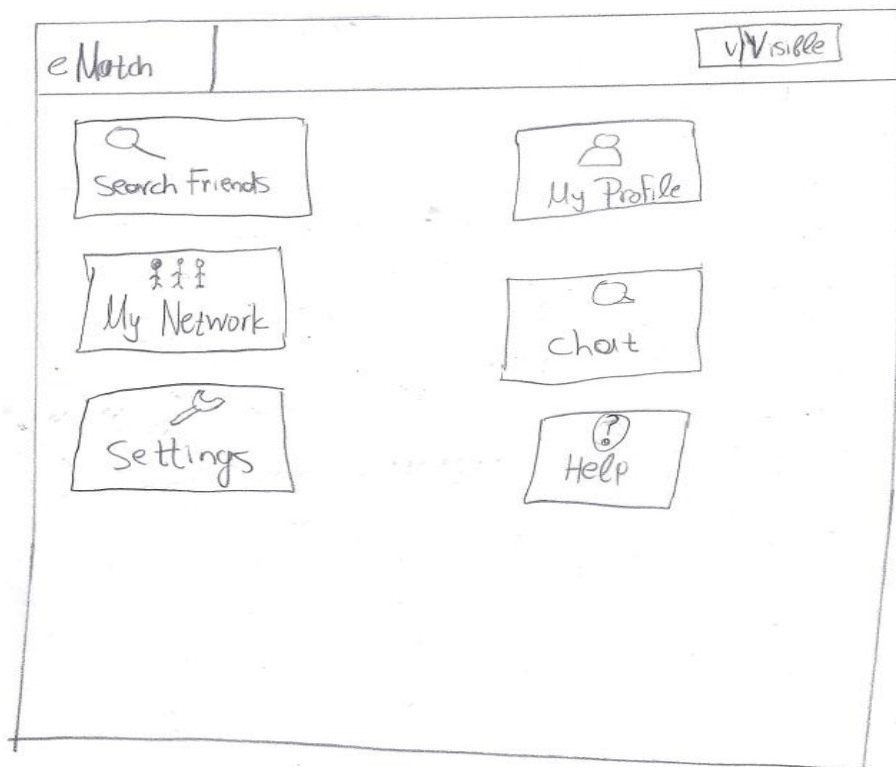 eMatch
v Visible
Search Friends
My Profile
My Network
Chat
Settings
?
Help